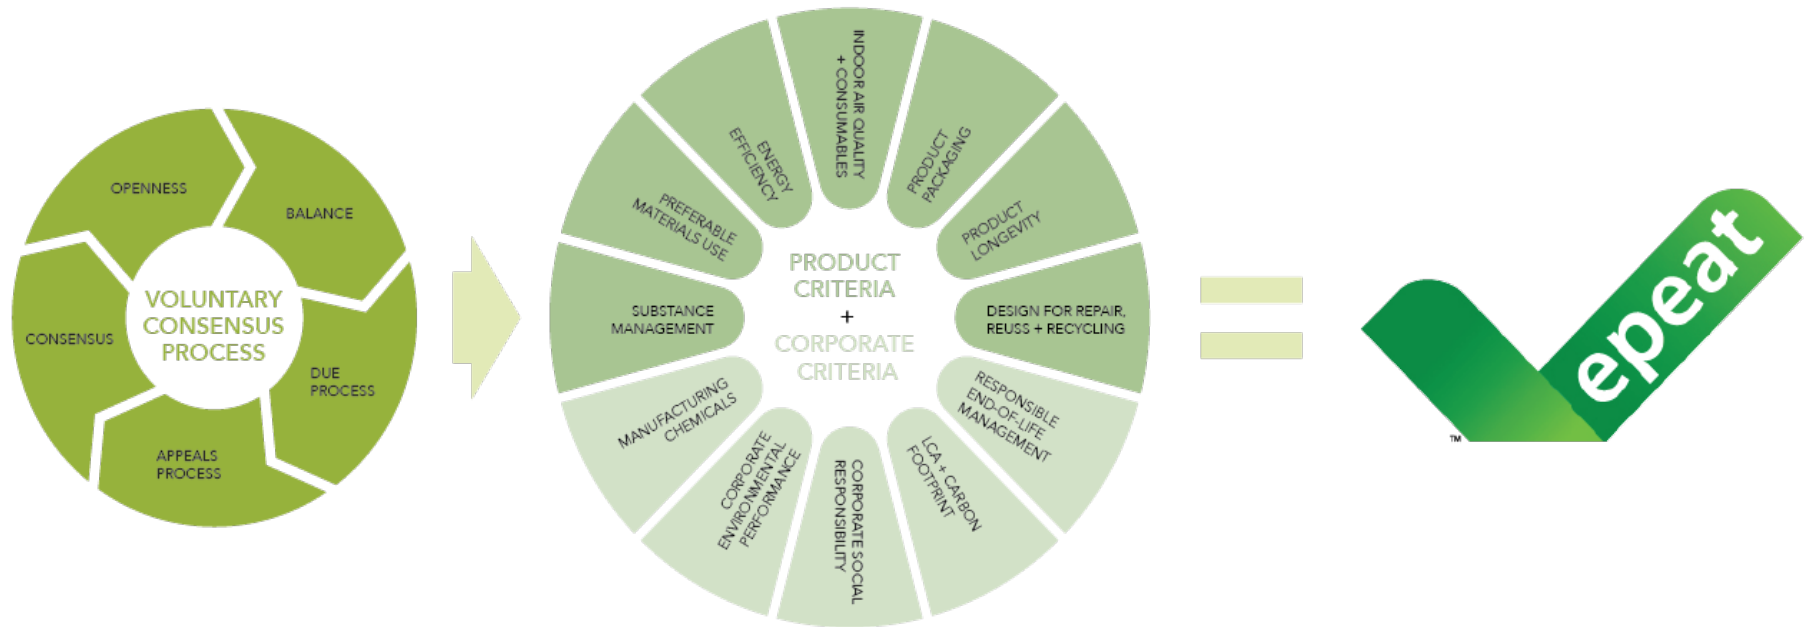 OPENNESS
BALANCE
DUE
PROCESS
APPEALS
PROCESS
CONSENSUS
VOLUNTARY
CONSENSUS
PROCESS
INDOOR AIR QUALITY
+ CONSUMABLES
PRODUCT
PACKAGING
PRODUCT
LONGEVITY
DESIGN FOR REPAIR,
REUSS + RECYCLING
RESPONSIBLE
END-OF-LIFE
MANAGEMENT
LCA + CARBON
FOOTPRINT
CORPORATE SOCIAL
RESPONSIBILITY
CORPORATE
ENVIRONMENTAL
PERFORMANCE
MANUFACTURING
CHEMICALS
SUBSTANCE
MANAGEMENT
PREFERABLE
MATERIALS USE
ENERGY
EFFICIENCY
PRODUCT
CRITERIA
+
CORPORATE
CRITERIA
epeat
TM